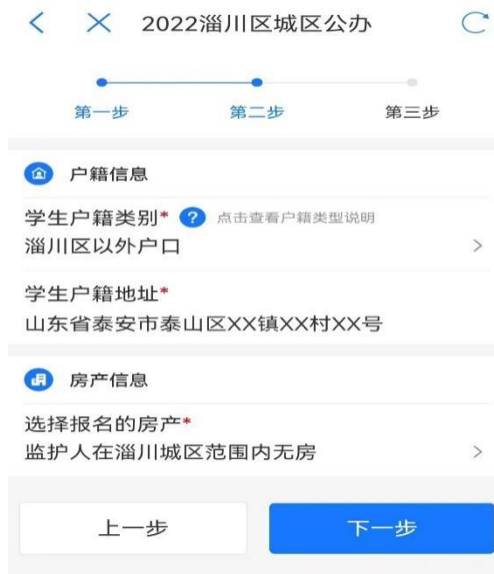 2022淄川区城区公办
第一步 第二步 第三步
户籍信息
学生户籍类别* ? 点击查看户籍类型说明
淄川区以外户口
学生户籍地址*
山东省泰安市泰山区XX镇XX村XX号
房产信息
选择报名的房产*
监护人在淄川城区范围内无房
上一步 下一步